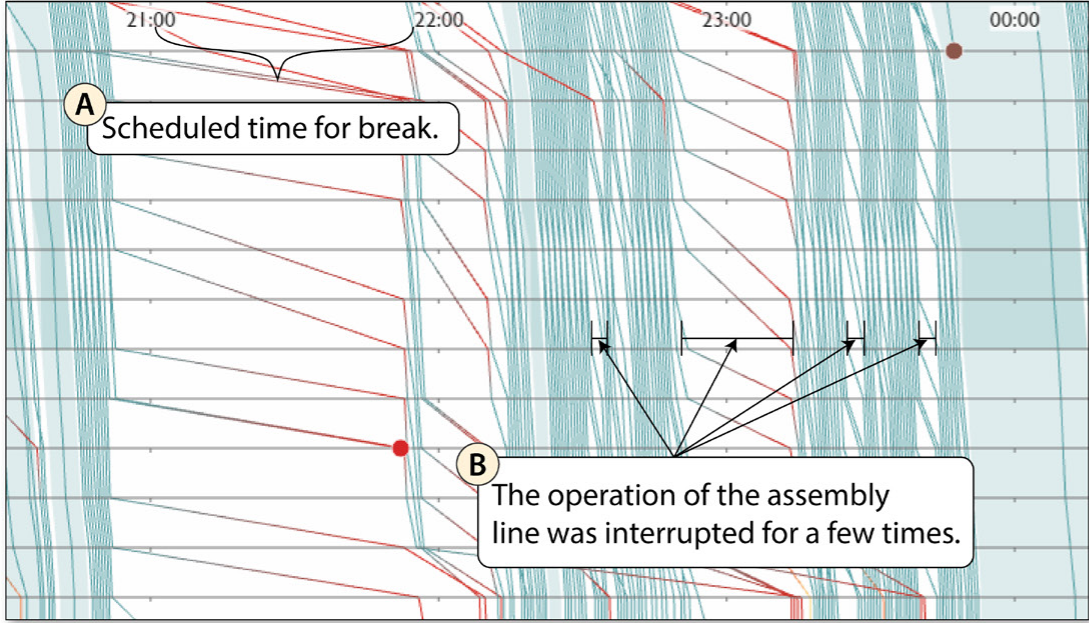 21:00 22:00 23:00 00:00
A
Scheduled time for break.
B
The operation of the assembly
line was interrupted for a few times.